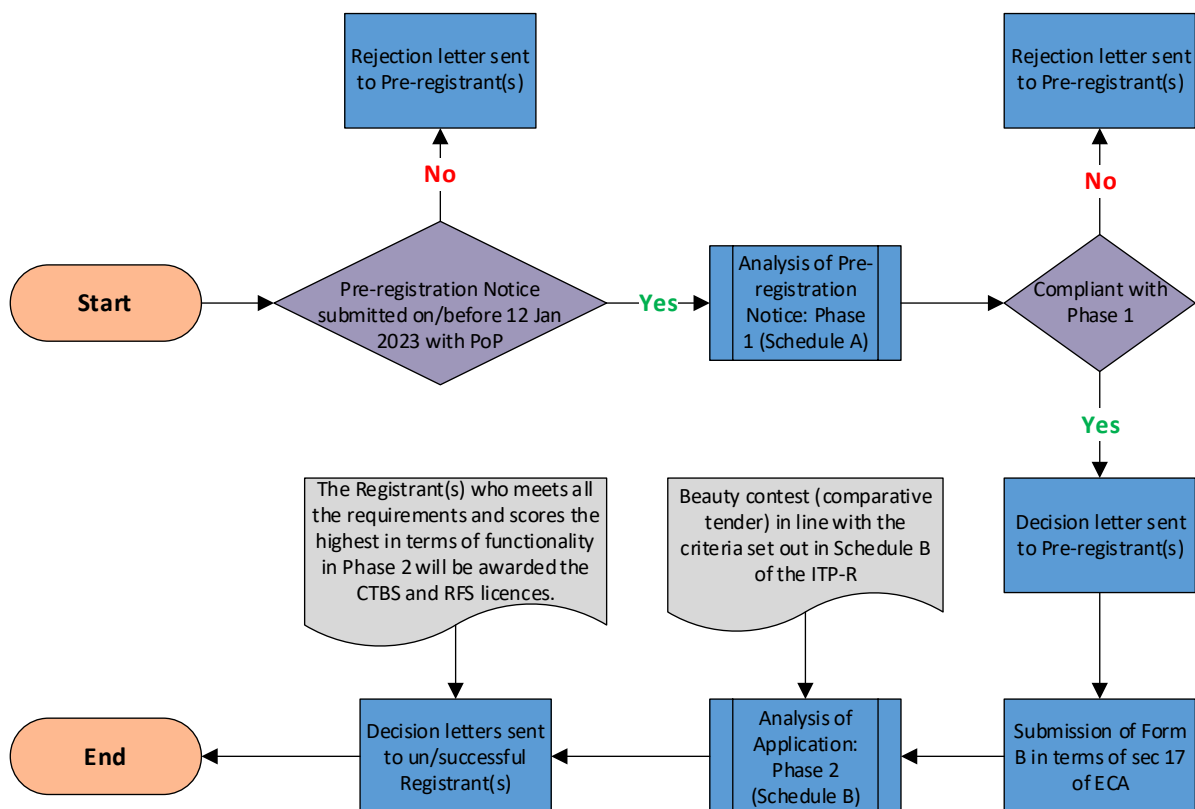 Rejection letter sent
to Pre-registrant(s)
Rejection letter sent
to Pre-registrant(s)
No
No
Start
Pre-registration Notice
submitted on/before 12 Jan
2023 with PoP
Yes
Analysis of Pre-
registration
Notice: Phase
1 (Schedule A)
Compliant with
Phase 1
Yes
The Registrant(s) who meets all
the requirements and scores the
highest in terms of functionality
in Phase 2 will be awarded the
CTBS and RFS licences.
Beauty contest (comparative
tender) in line with the
criteria set out in Schedule B
of the ITP-R
Decision letter sent
to Pre-registrant(s)
End
Decision letters sent
to un/successful
Registrant(s)
Analysis of
Application:
Phase 2
(Schedule B)
Submission of Form
B in terms of sec 17
of ECA